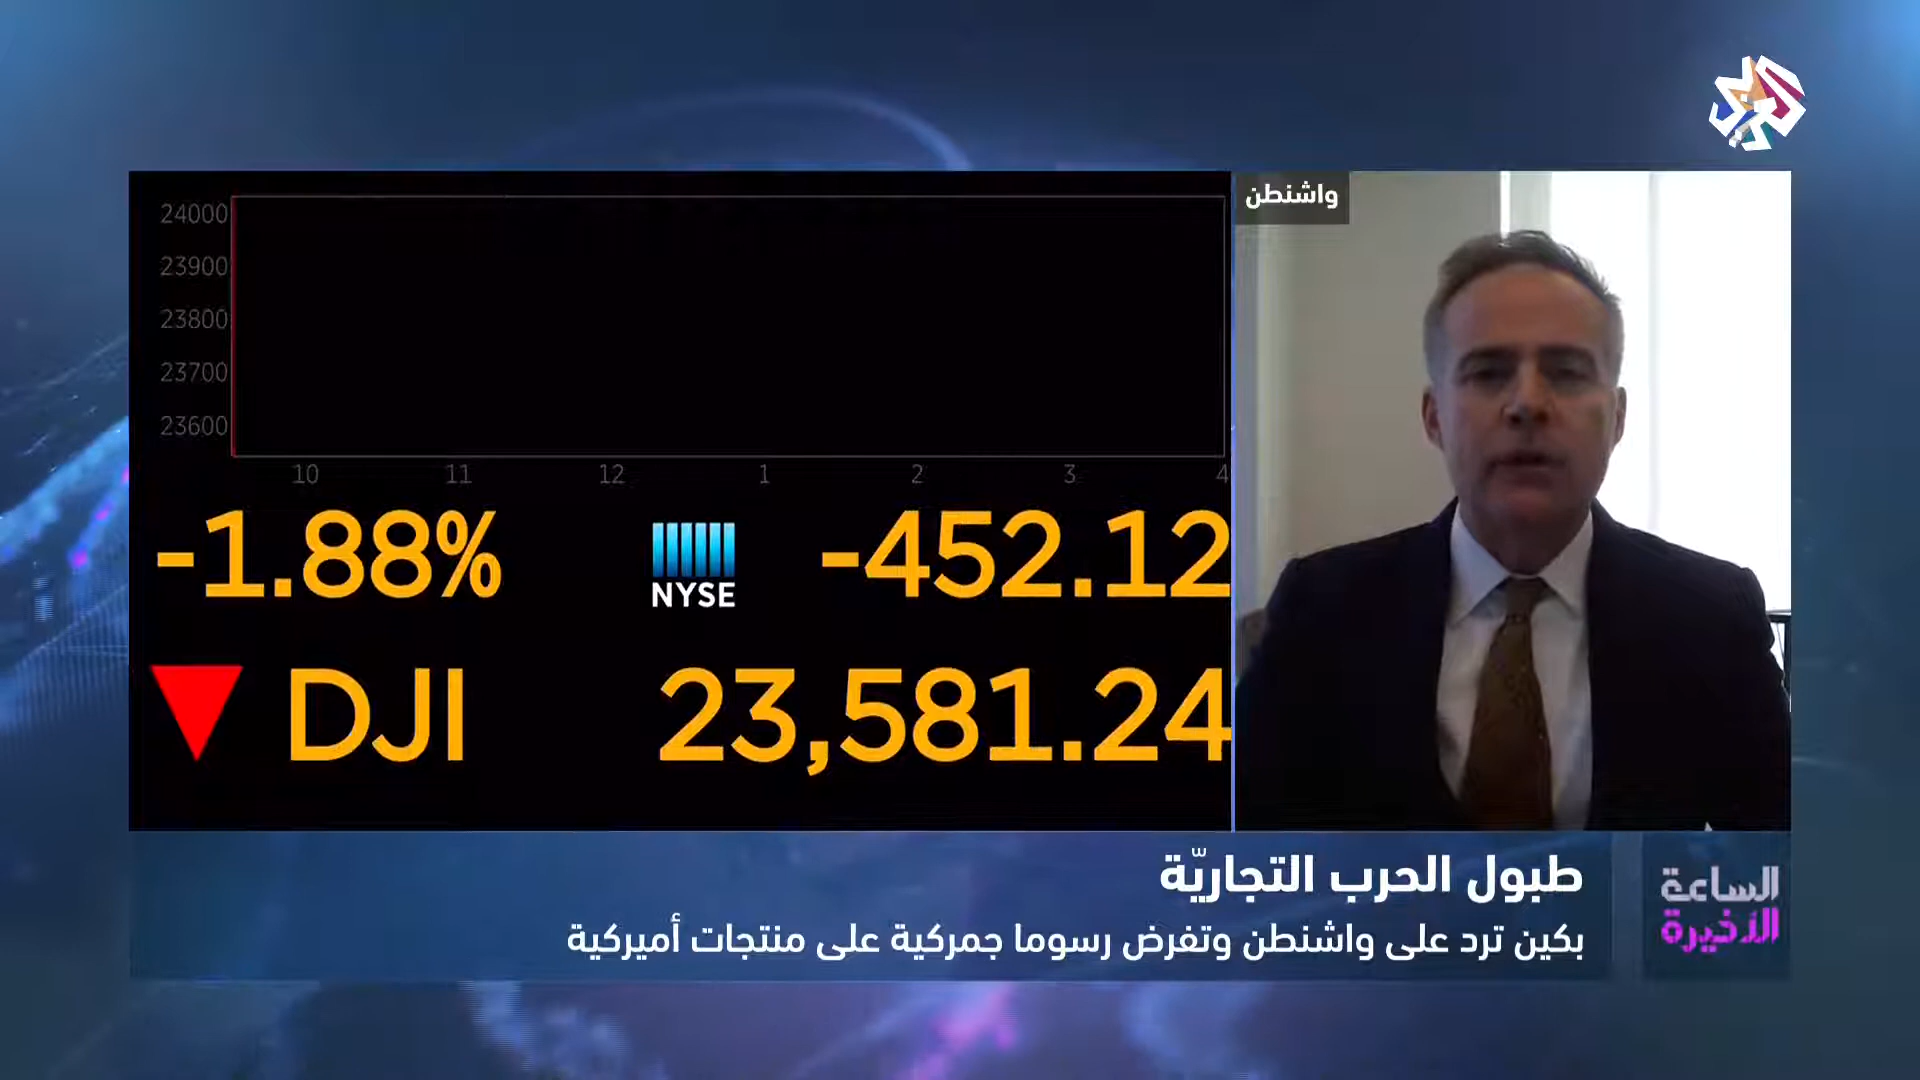 واشنطن
24000
23900
23800
23700
23600
10 11 12 1 2 3 4
-1.88% NYSE -452.12
DJI 23,581.24
طبول الحرب التجاريّة
بكين ترد على واشنطن وتفرض رسوما جمركية على منتجات أميركية
الساعة
الأخيرة